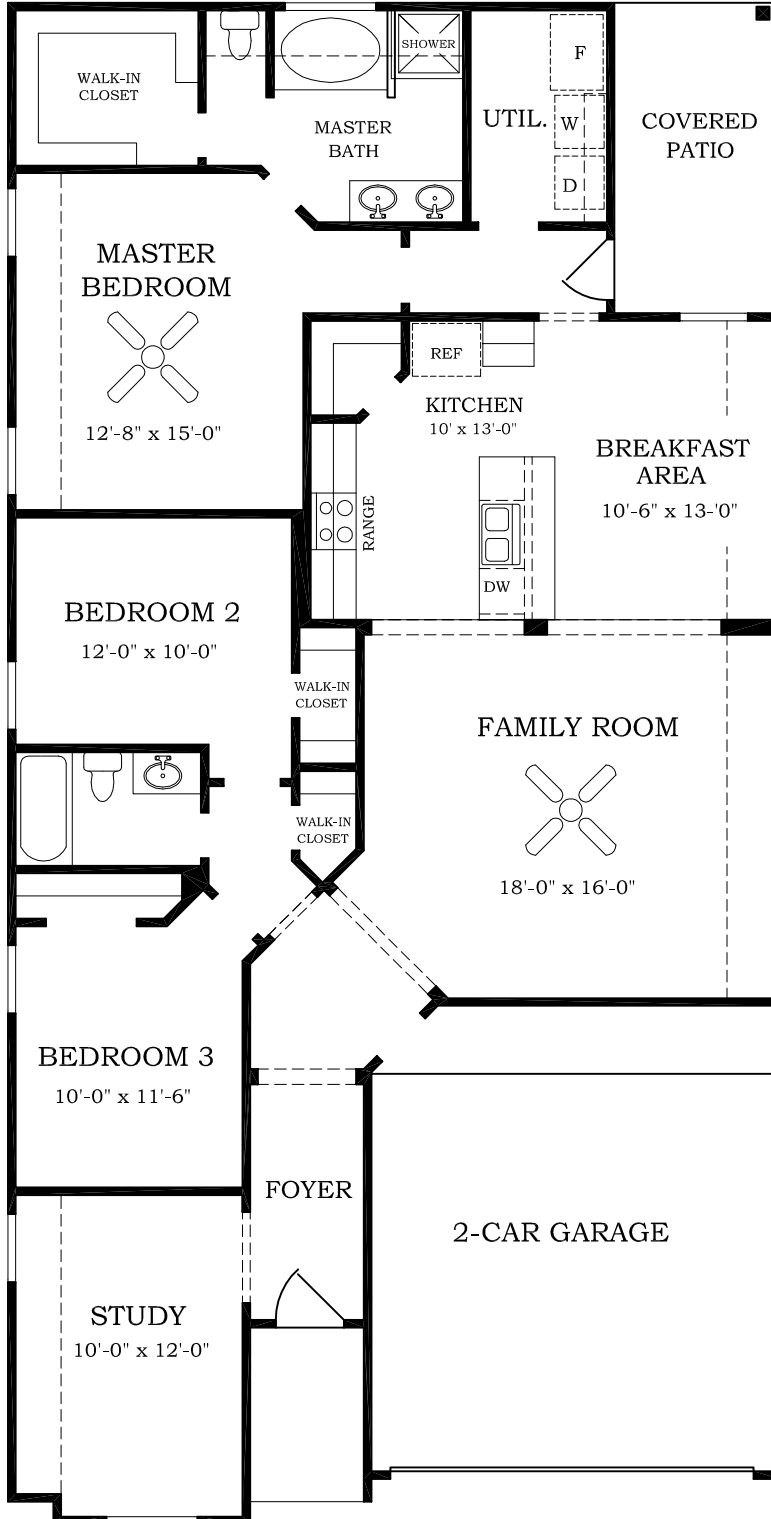 WALK-IN
CLOSET
SHOWER
MASTER
BATH
UTIL.
F
W
D
COVERED
PATIO
MASTER
BEDROOM
12'-8" x 15'-0"
REF
KITCHEN
10' x 13'-0"
RANGE
DW
BREAKFAST
AREA
10'-6" x 13-'0"
BEDROOM 2
12'-0" x 10'-0"
WALK-IN
CLOSET
FAMILY ROOM
18'-0" x 16'-0"
WALK-IN
CLOSET
BEDROOM 3
10'-0" x 11'-6"
FOYER
2-CAR GARAGE
STUDY
10'-0" x 12'-0"